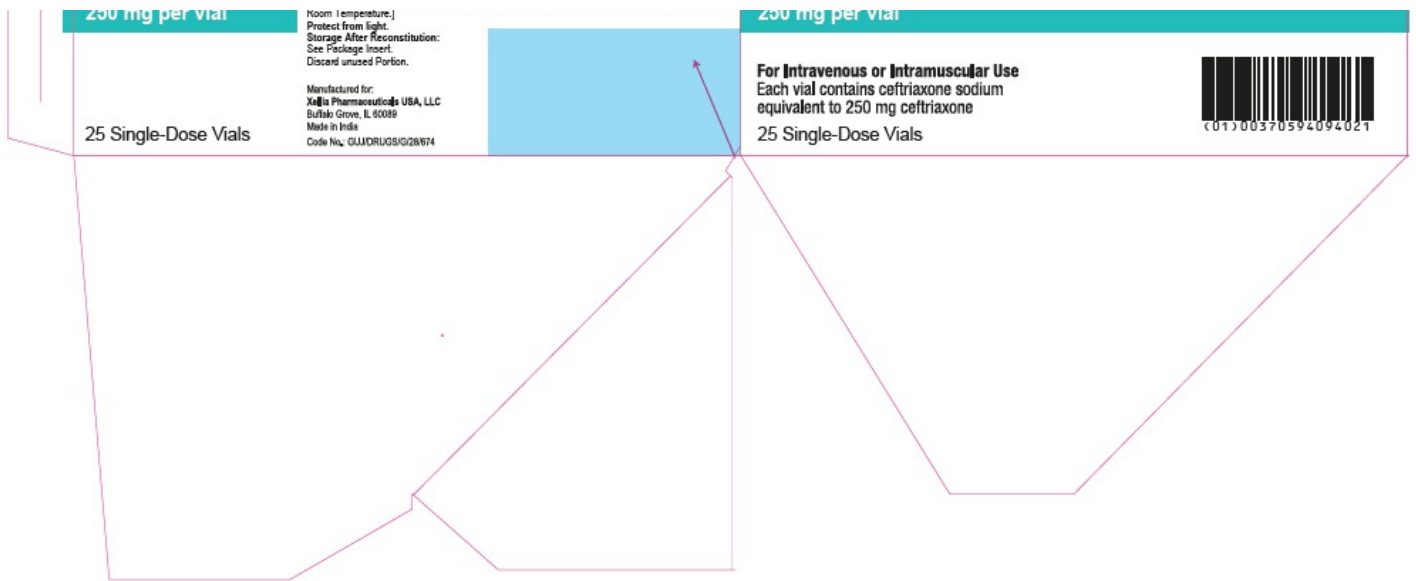 250 mg per vial
25 Single-Dose Vials
Room Temperature.]
Protect from light.
Storage After Reconstitution:
See Package Insert.
Discard unused Portion.
Manufactured for:
Xellia Pharmaceuticals USA, LLC
Buffalo Grove, IL 60089
Made in India
Code No.: GUJ/DRUGS/G/28/674
250 mg per vial
For Intravenous or Intramuscular Use
Each vial contains ceftriaxone sodium
equivalent to 250 mg ceftriaxone
25 Single-Dose Vials
(01)00370594094021